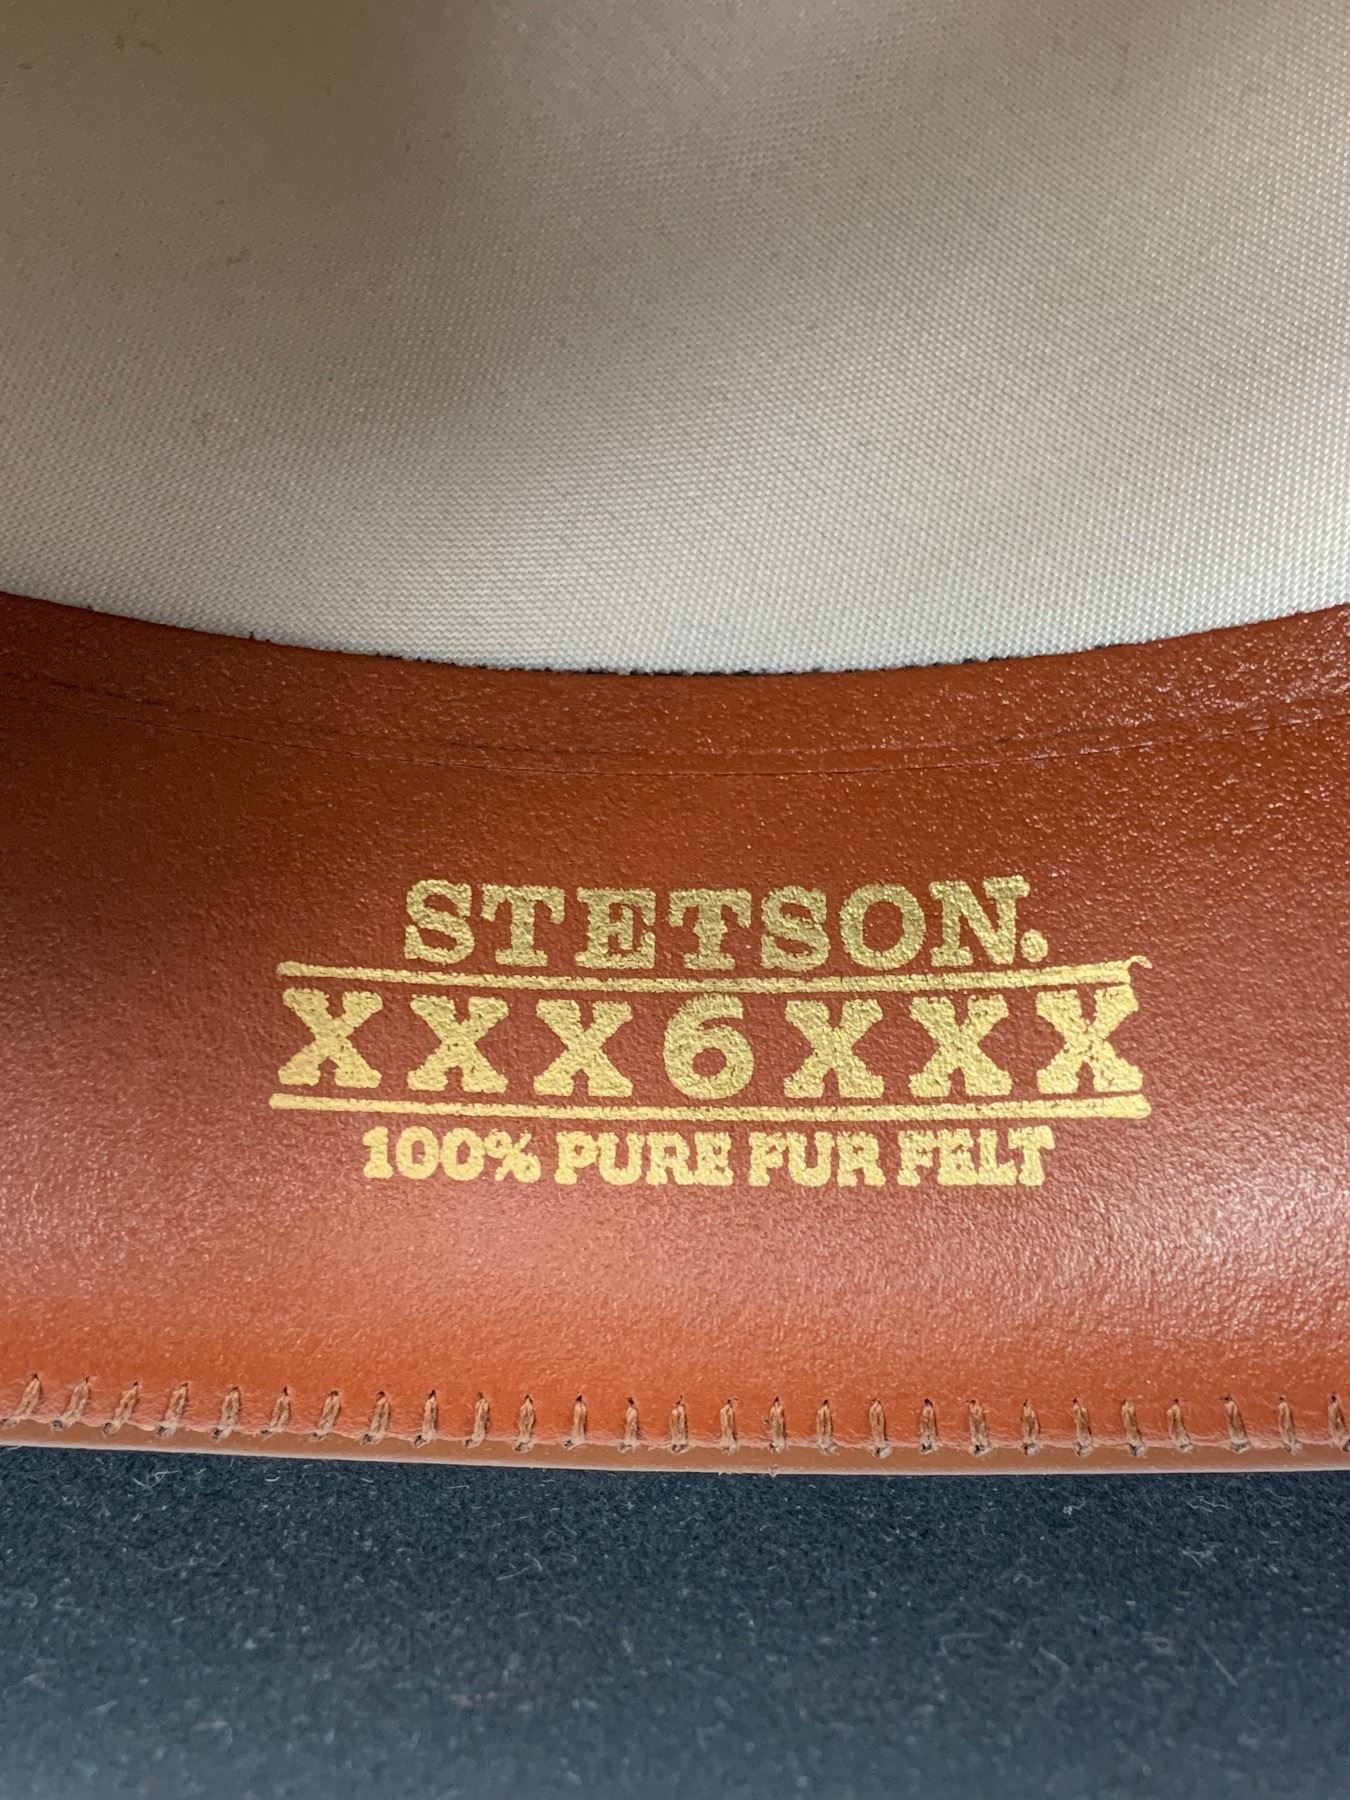 STETSON.
XXX6XXX
100% PURE FUR FELT